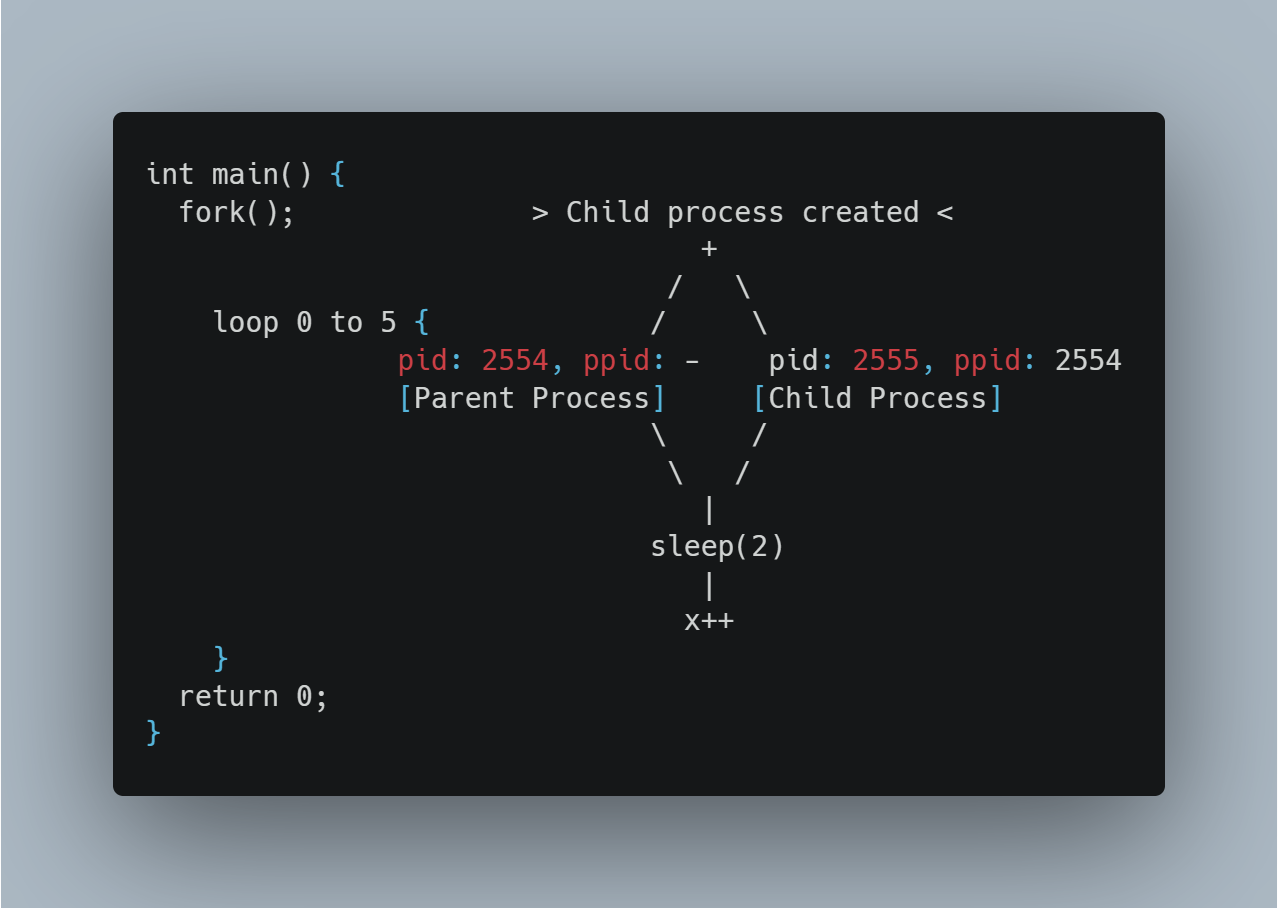 int main() {
  fork();              > Child process created <
                                 +
                               /   \
    loop 0 to 5 {             /     \
               pid: 2554, ppid: -    pid: 2555, ppid: 2554
               [Parent Process]     [Child Process]
                              \     /
                               \   /
                                 |
                              sleep(2)
                                 |
                                x++
    }
  return 0;
}